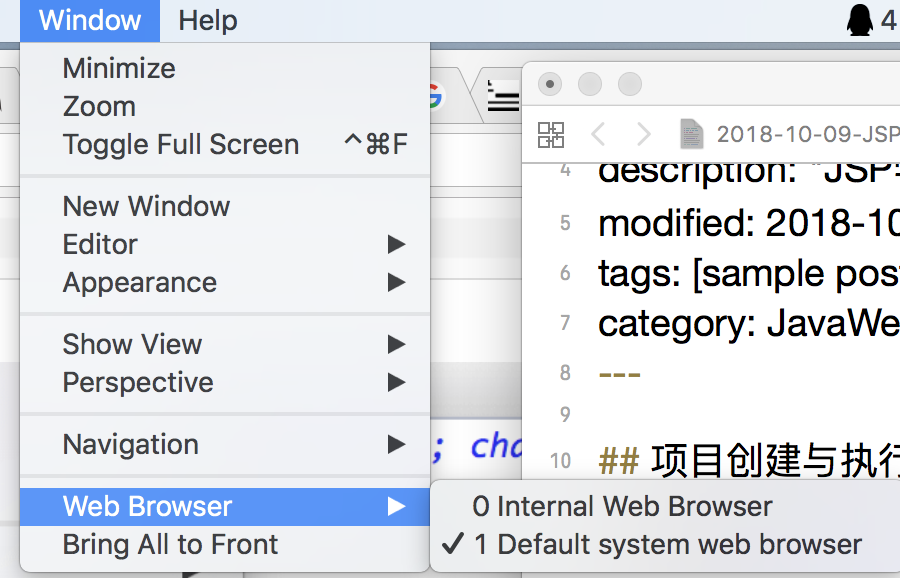 Window Help
4
Minimize
Zoom
Toggle Full Screen ^⌘F
New Window
Editor
Appearance
Show View
Perspective
Navigation
Web Browser
Bring All to Front
0 Internal Web Browser
✓ 1 Default system web browser
2018-10-09-JSP
4 description: "JSP
5 modified: 2018-10
6 tags: [sample pos
7 category: JavaWe
8 ---
9
10 ## 项目创建与执行
; cha